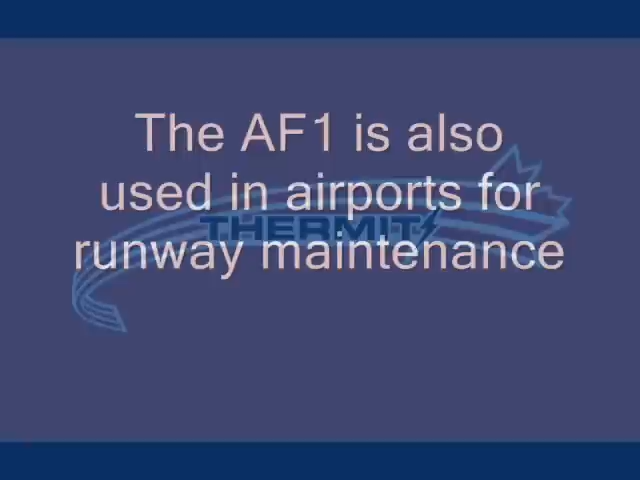 The AF1 is also
used in airports for
THERMIT
runway maintenance